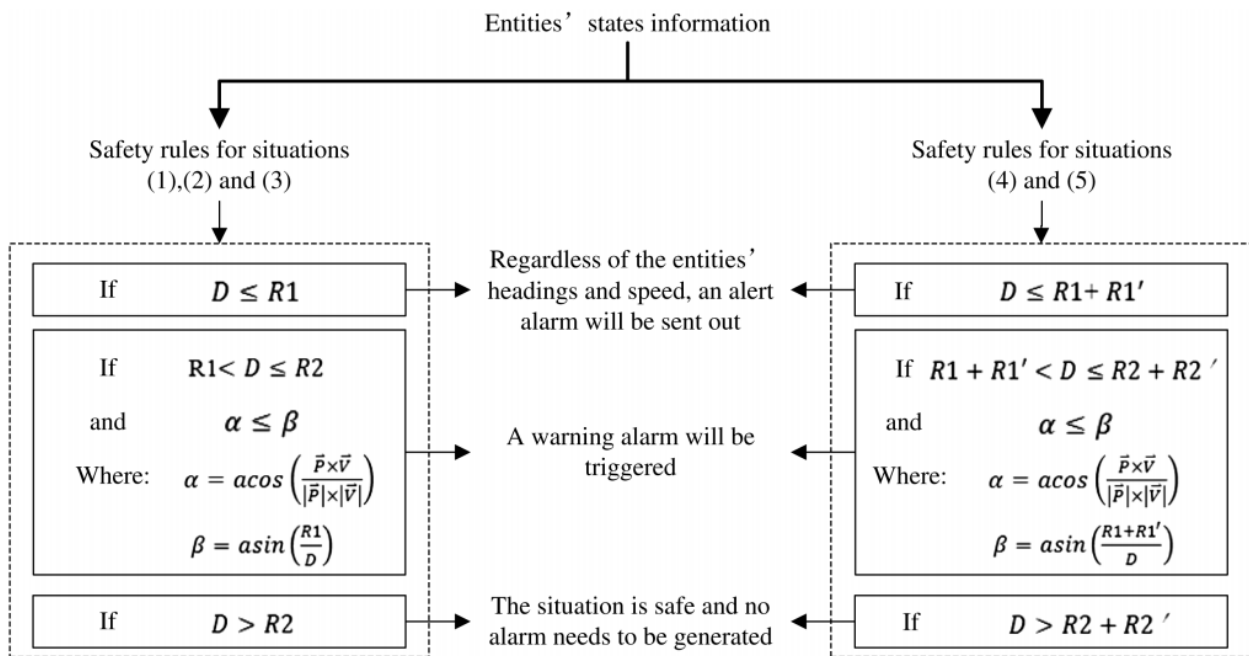 Entities’ states information
Safety rules for situations
(1),(2) and (3)
Safety rules for situations
(4) and (5)
If D ≤ R1
If R1< D ≤ R2
and α ≤ β
Where: α = acos(P⃗×V⃗/|P⃗|×|V⃗|)
β = asin(R1/D)
If D > R2
Regardless of the entities’
headings and speed, an alert
alarm will be sent out
A warning alarm will be
triggered
The situation is safe and no
alarm needs to be generated
If D ≤ R1+ R1′
If R1 + R1′ < D ≤ R2 + R2 ′
and α ≤ β
Where: α = acos(P⃗×V⃗/|P⃗|×|V⃗|)
β = asin(R1+R1′/D)
If D > R2 + R2 ′